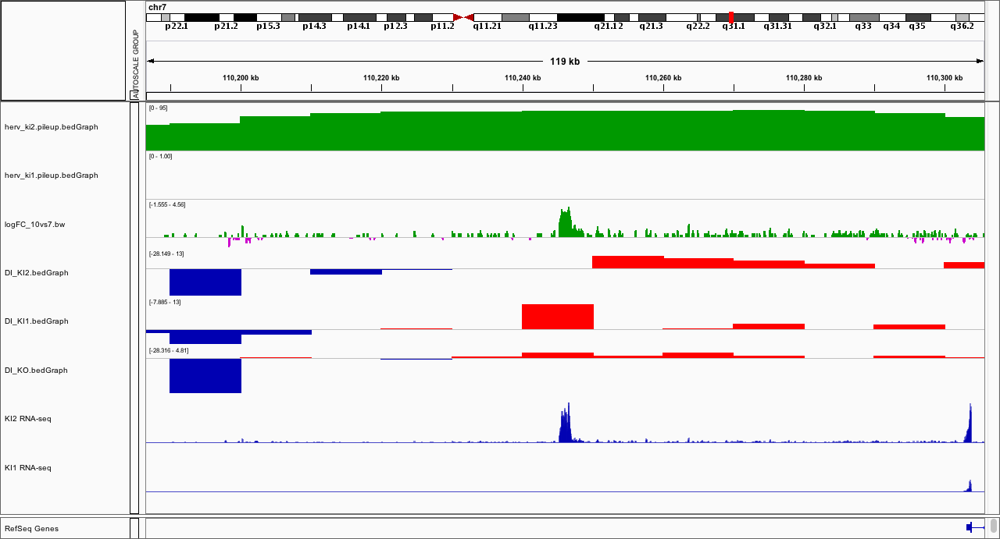 chr7
p22.1 p21.2 p15.3 p14.3 p14.1 p12.3 p11.2 q11.21 q11.23 q21.12 q21.3 q22.2 q31.1 q31.31 q32.1 q33 q34 q35 q36.2
AUTOSCALE GROUP
119 kb
110,200 kb 110,220 kb 110,240 kb 110,260 kb 110,280 kb 110,300 kb
[0 - 95]
herv_ki2.pileup.bedGraph
[0 - 1.00]
herv_ki1.pileup.bedGraph
[-1.555 - 4.56]
logFC_10vs7.bw
[-28.149 - 13]
DI_KI2.bedGraph
[-7.885 - 13]
DI_KI1.bedGraph
[-28.316 - 4.81]
DI_KO.bedGraph
KI2 RNA-seq
KI1 RNA-seq
RefSeq Genes